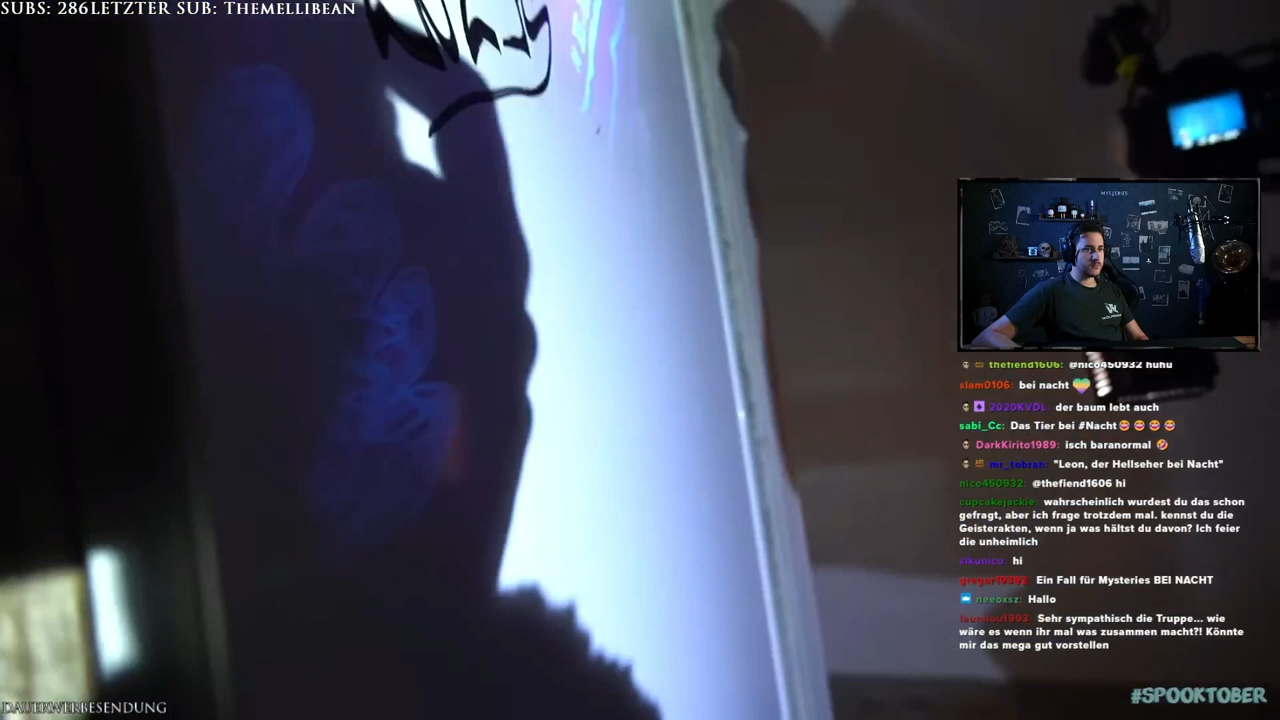 SUBS: 286LETZTER SUB: THEMELLIBEAN
MYSTERIES
thefiend1606: @nico450932 huhu
slam0106: bei nacht
2020KVDL: der baum lebt auch
sabi_Cc: Das Tier bei #Nacht
DarkKirito1989: isch baranormal
mr_tobran: "Leon, der Hellseher bei Nacht"
nico450932: @thefiend1606 hi
cupcakejackie: wahrscheinlich wurdest du das schon
gefragt, aber ich frage trotzdem mal. kennst du die
Geisterakten, wenn ja was hältst du davon? Ich feier
die unheimlich
sikunico: hi
Ein Fall für Mysteries BEI NACHT
neeoxsz: Hallo
Sehr sympathisch die Truppe... wie
wäre es wenn ihr mal was zusammen macht?! Könnte
mir das mega gut vorstellen
DAUERWERBESENDUNG
#SPOOKTOBER